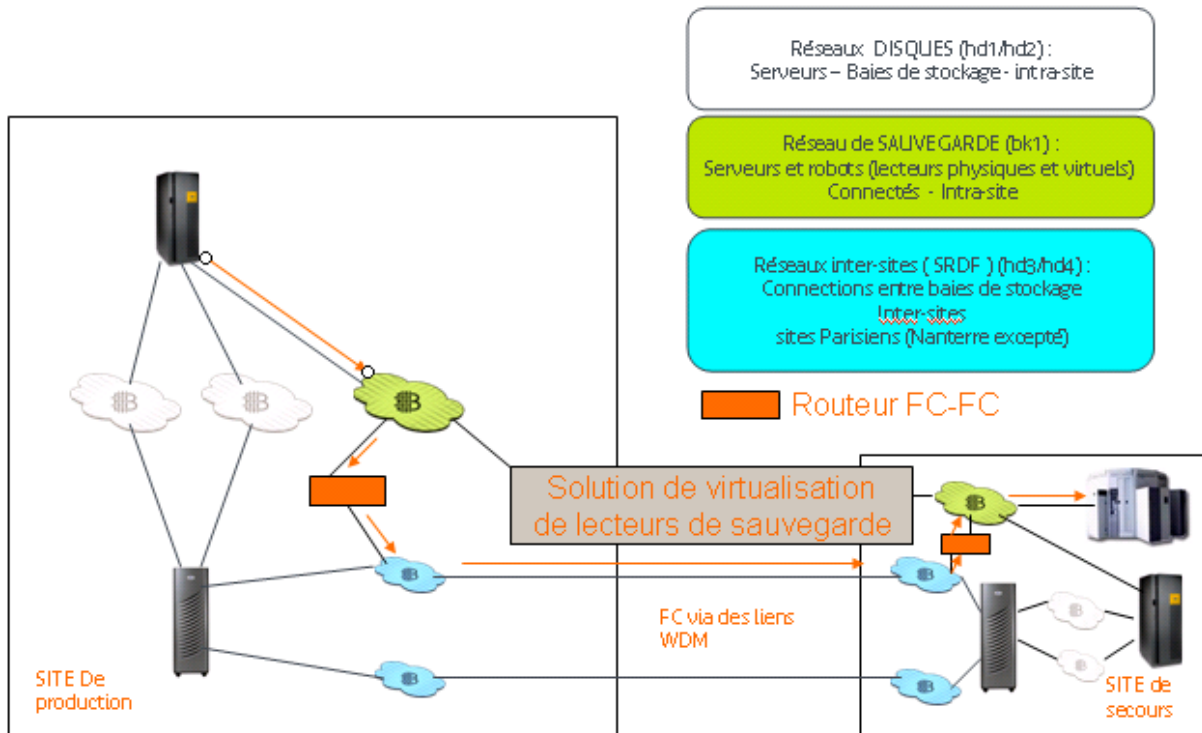 Réseaux DISQUES (hd1/hd2) :
Serveurs – Baies de stockage - intra-site
Réseau de SAUVEGARDE (bk1) :
Serveurs et robots (lecteurs physiques et virtuels)
Connectés - Intra-site
Réseaux inter-sites ( SRDF ) (hd3/hd4) :
Connections entre baies de stockage
Inter-sites
sites Parisiens (Nanterre excepté)
Routeur FC-FC
Solution de virtualisation
de lecteurs de sauvegarde
FC via des liens
WDM
SITE De
production
SITE de
secours